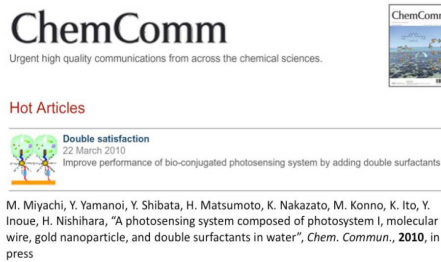 ChemComm
ChemComm
Urgent high quality communications from across the chemical sciences.
Hot Articles
Double satisfaction
22 March 2010
Improve performance of bio-conjugated photosensing system by adding double surfactants
M. Miyachi, Y. Yamanoi, Y. Shibata, H. Matsumoto, K. Nakazato, M. Konno, K. Ito, Y.
Inoue, H. Nishihara, “A photosensing system composed of photosystem I, molecular
wire, gold nanoparticle, and double surfactants in water”, Chem. Commun., 2010, in
press